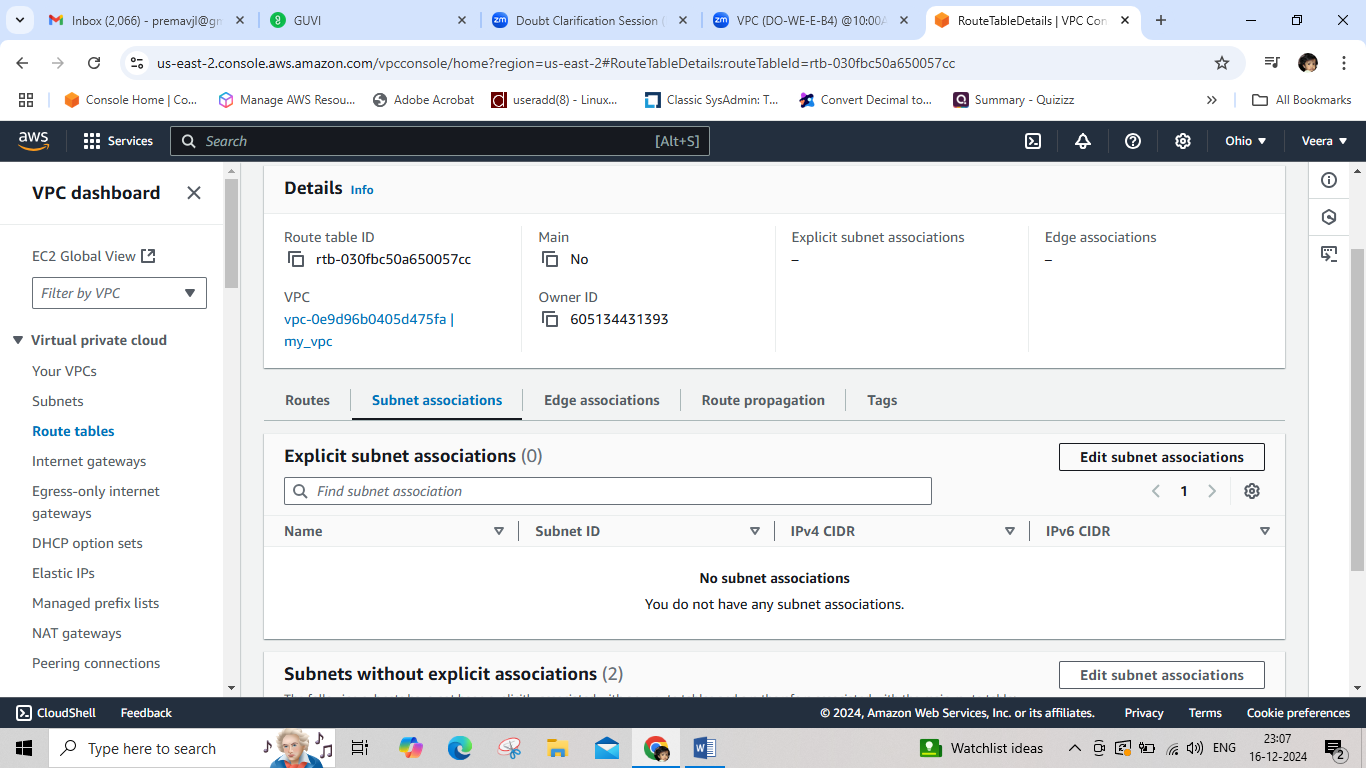 Inbox (2,066) - premavjl@gm
GUVI
Doubt Clarification Session (
VPC (DO-WE-E-B4) @10:00A
RouteTableDetails | VPC Con
us-east-2.console.aws.amazon.com/vpcconsole/home?region=us-east-2#RouteTableDetails:routeTableId=rtb-030fbc50a650057cc
Console Home | Co...
Manage AWS Resou...
Adobe Acrobat
useradd(8) - Linux...
Classic SysAdmin: T...
Convert Decimal to...
Summary - Quizizz
All Bookmarks
aws
Services
Search
[Alt+S]
Ohio
Veera
VPC dashboard
EC2 Global View
Filter by VPC
Virtual private cloud
Your VPCs
Subnets
Route tables
Internet gateways
Egress-only internet
gateways
DHCP option sets
Elastic IPs
Managed prefix lists
NAT gateways
Peering connections
Details Info
Route table ID
rtb-030fbc50a650057cc
Main
No
Explicit subnet associations
–
Edge associations
–
VPC
vpc-0e9d96b0405d475fa |
my_vpc
Owner ID
605134431393
Routes
Subnet associations
Edge associations
Route propagation
Tags
Explicit subnet associations (0)
Edit subnet associations
Find subnet association
1
Name
Subnet ID
IPv4 CIDR
IPv6 CIDR
No subnet associations
You do not have any subnet associations.
Subnets without explicit associations (2)
Edit subnet associations
CloudShell
Feedback
© 2024, Amazon Web Services, Inc. or its affiliates.
Privacy
Terms
Cookie preferences
Type here to search
Watchlist ideas
ENG
23:07
16-12-2024
2